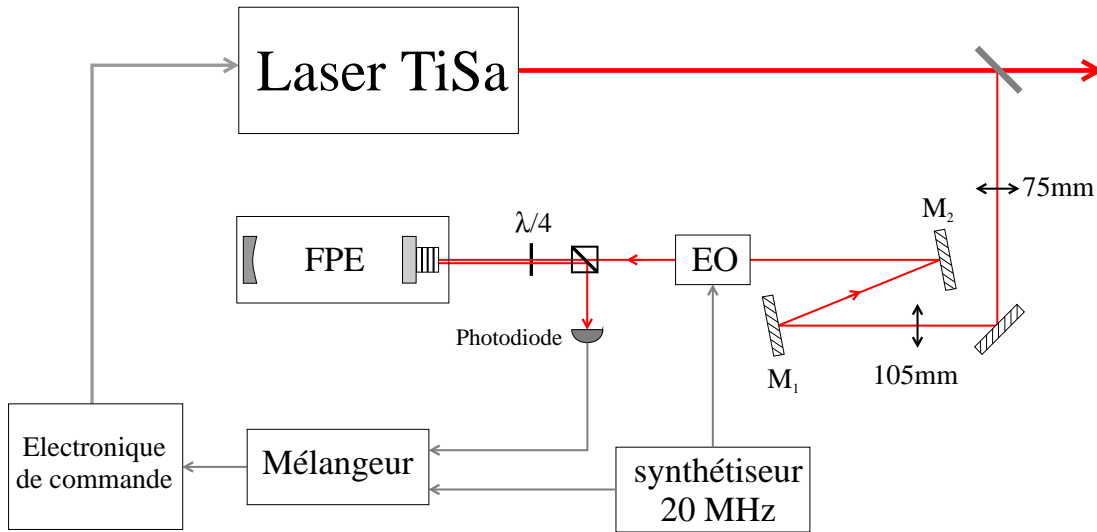 Laser TiSa
75mm
M₂
λ/4
FPE
EO
Photodiode
M₁
105mm
Electronique
de commande
Mélangeur
synthétiseur
20 MHz